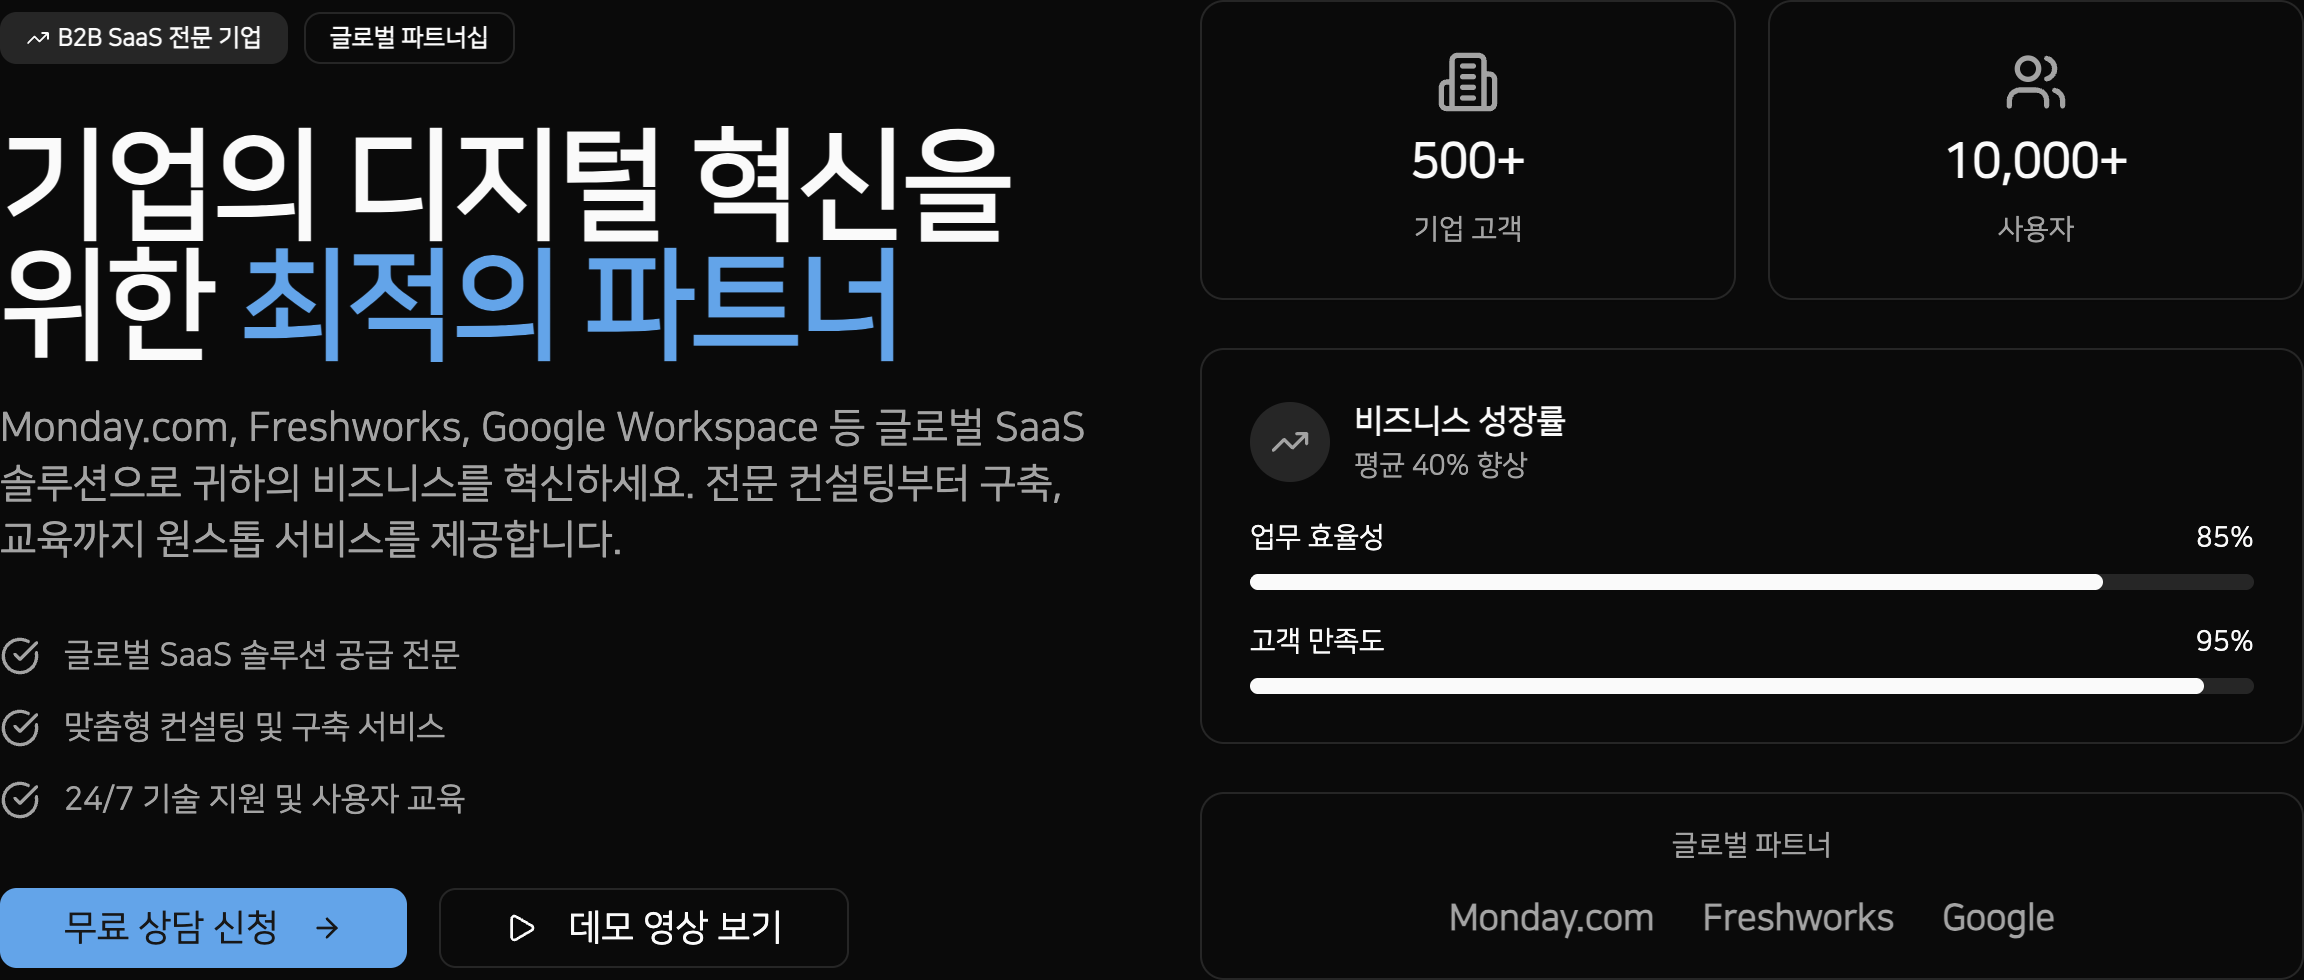 B2B SaaS 전문 기업
글로벌 파트너십
기업의 디지털 혁신을
위한 최적의 파트너
Monday.com, Freshworks, Google Workspace 등 글로벌 SaaS
솔루션으로 귀하의 비즈니스를 혁신하세요. 전문 컨설팅부터 구축,
교육까지 원스톱 서비스를 제공합니다.
글로벌 SaaS 솔루션 공급 전문
맞춤형 컨설팅 및 구축 서비스
24/7 기술 지원 및 사용자 교육
무료 상담 신청
데모 영상 보기
500+
기업 고객
10,000+
사용자
비즈니스 성장률
평균 40% 향상
업무 효율성 85%
고객 만족도 95%
글로벌 파트너
Monday.com Freshworks Google